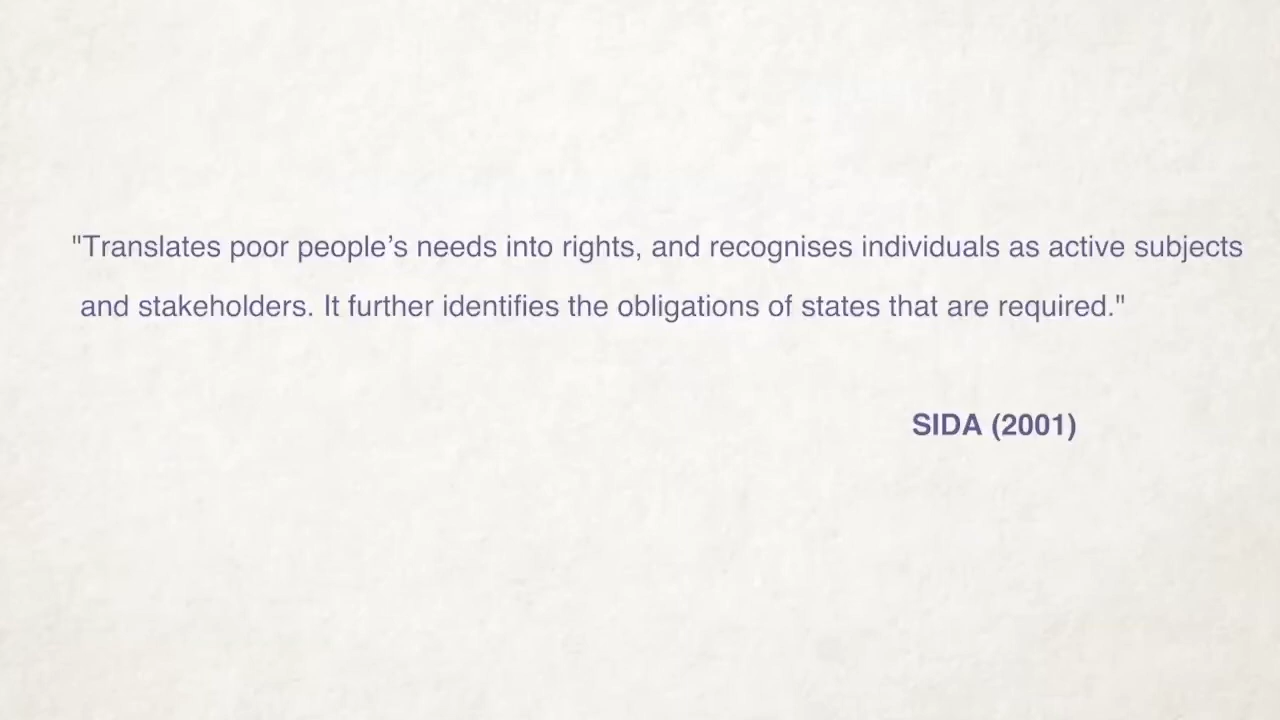 "Translates poor people’s needs into rights, and recognises individuals as active subjects
and stakeholders. It further identifies the obligations of states that are required."
SIDA (2001)